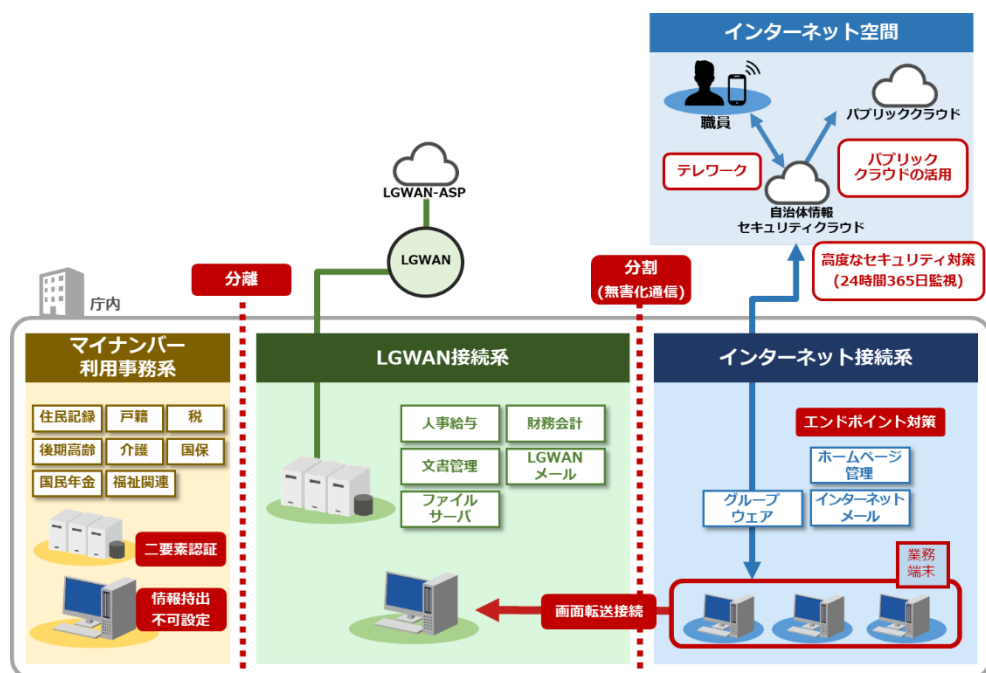 インターネット空間
職員
パブリッククラウド
テレワーク
パブリック
クラウドの活用
自治体情報
セキュリティクラウド
LGWAN-ASP
LGWAN
高度なセキュリティ対策
(24時間365日監視)
分離
分割
(無害化通信)
庁内
マイナンバー
利用事務系
住民記録
戸籍
税
後期高齢
介護
国保
国民年金
福祉関連
二要素認証
情報持出
不可設定
LGWAN接続系
人事給与
財務会計
文書管理
LGWAN
メール
ファイル
サーバ
画面転送接続
インターネット接続系
エンドポイント対策
ホームページ
管理
グループ
ウェア
インターネット
メール
業務
端末